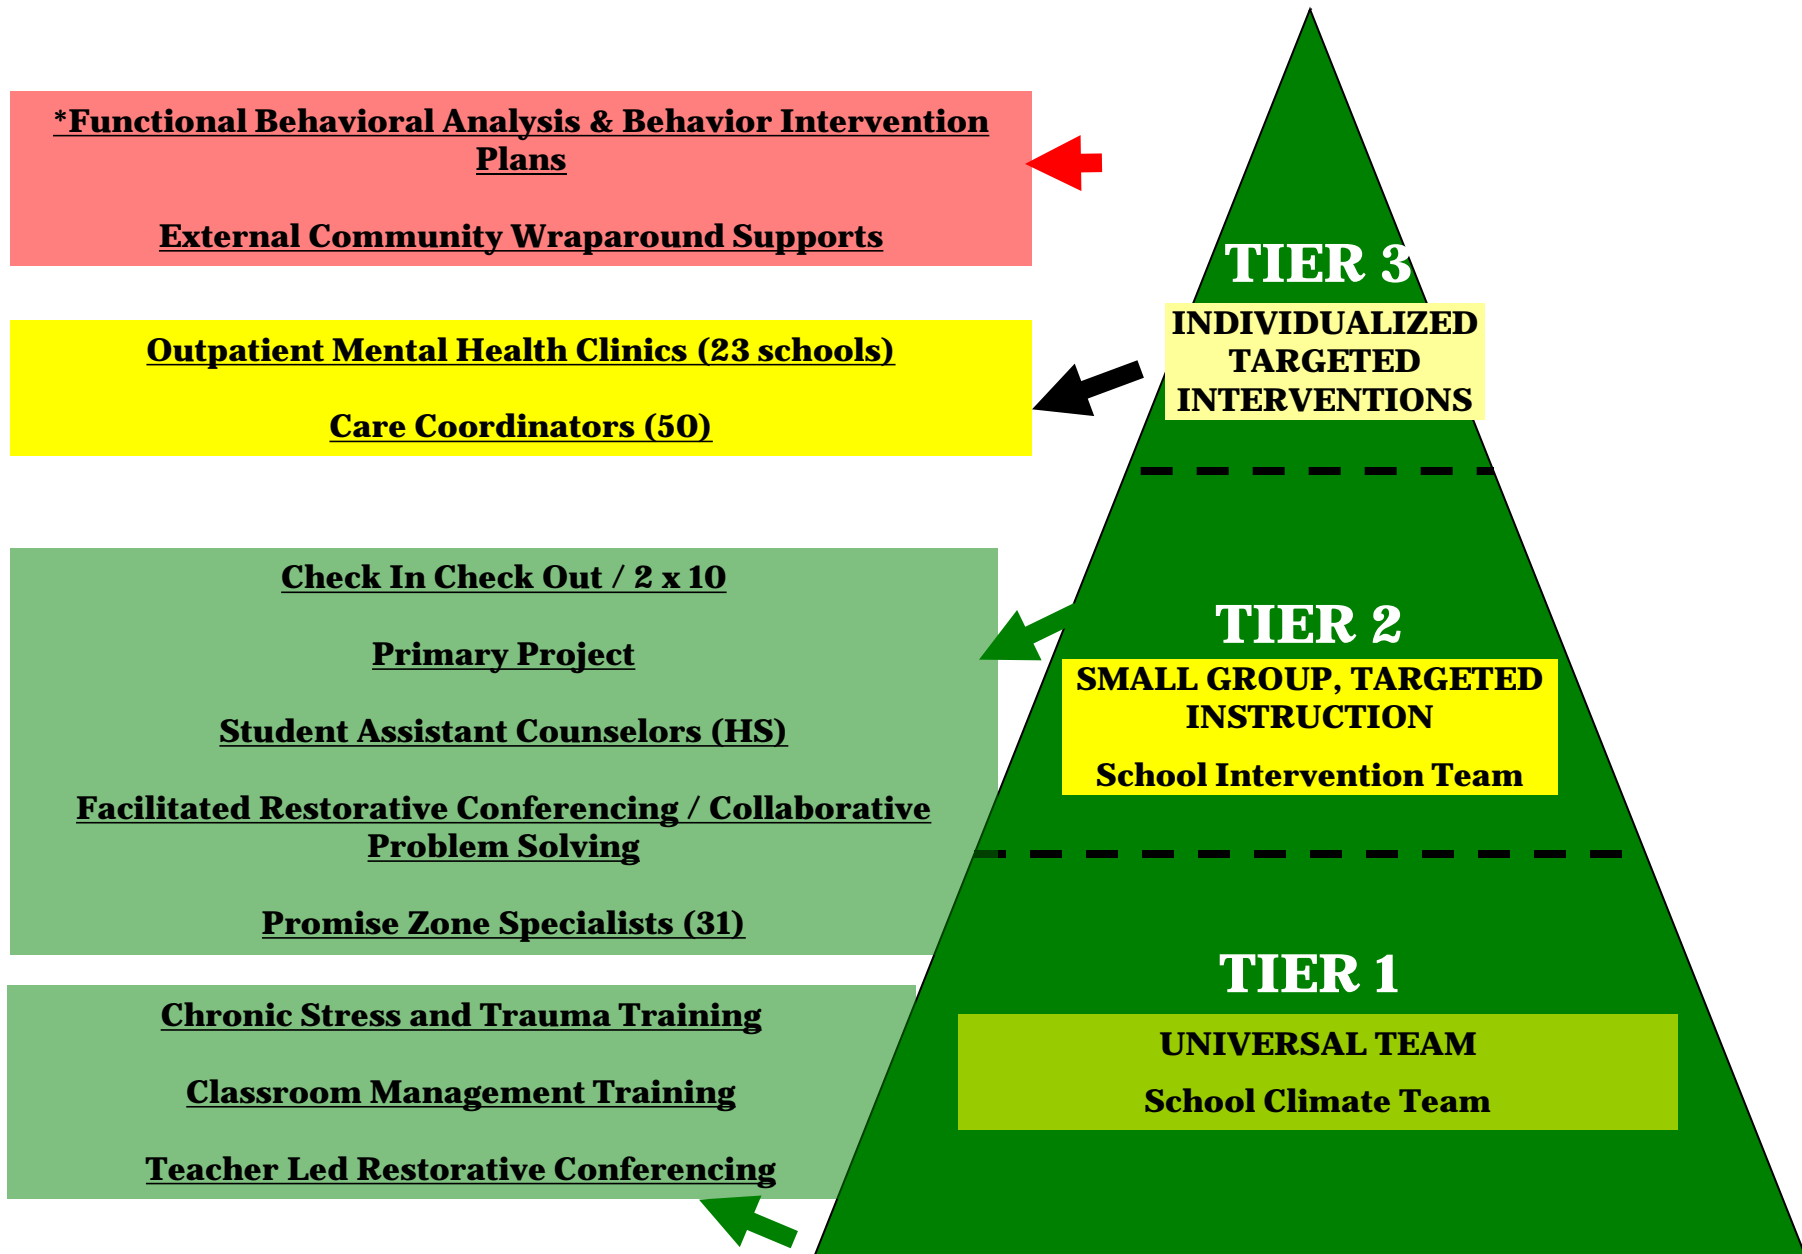 *Functional Behavioral Analysis & Behavior Intervention
Plans
External Community Wraparound Supports
Outpatient Mental Health Clinics (23 schools)
Care Coordinators (50)
Check In Check Out / 2 x 10
Primary Project
Student Assistant Counselors (HS)
Facilitated Restorative Conferencing / Collaborative
Problem Solving
Promise Zone Specialists (31)
Chronic Stress and Trauma Training
Classroom Management Training
Teacher Led Restorative Conferencing
TIER 3
INDIVIDUALIZED
TARGETED
INTERVENTIONS
TIER 2
SMALL GROUP, TARGETED
INSTRUCTION
School Intervention Team
TIER 1
UNIVERSAL TEAM
School Climate Team